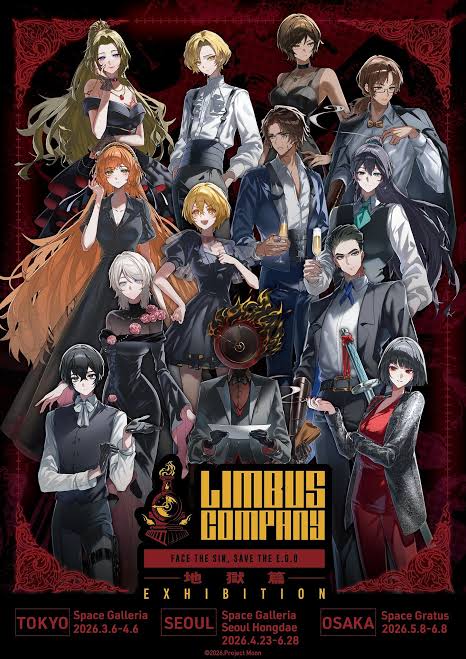 LIMBUS
COMPANY
FACE THE SIN, SAVE THE E.G.O
地獄篇
EXHIBITION
TOKYO
Space Galleria
2026.3.6-4.6
SEOUL
Space Galleria
Seoul Hongdae
2026.4.23-6.28
OSAKA
Space Gratus
2026.5.8-6.8
©2026.Project Moon